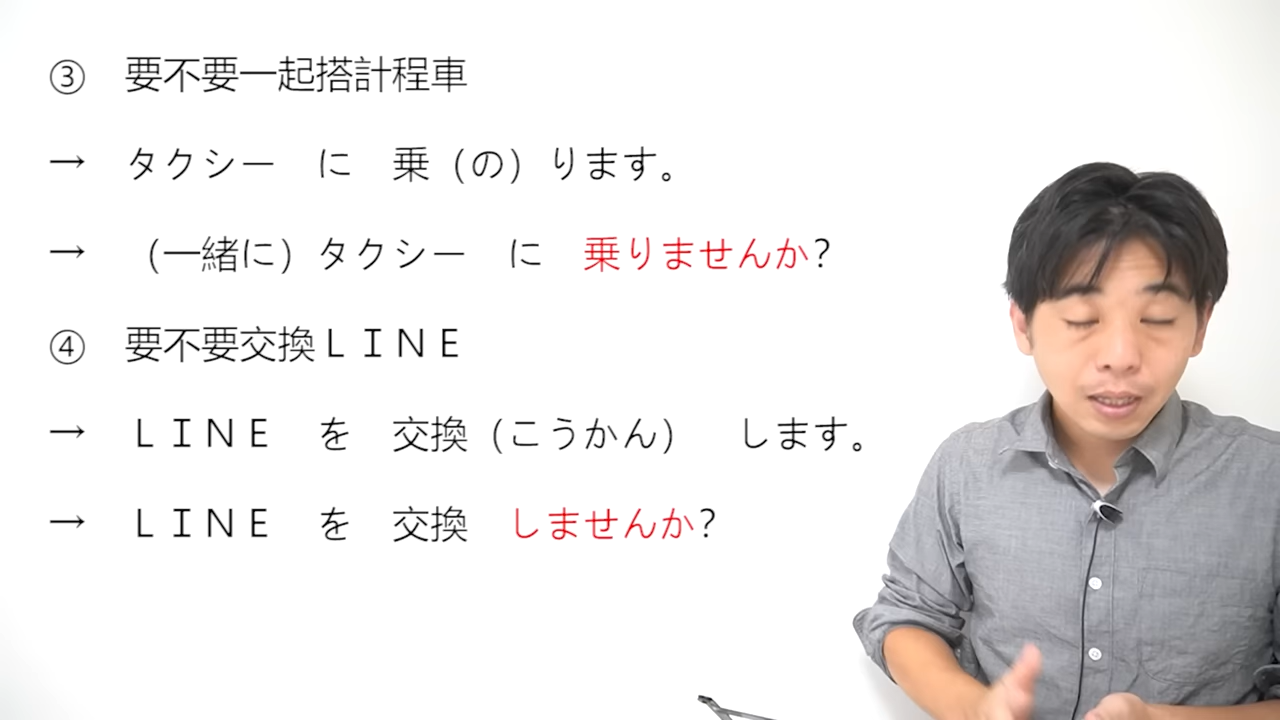 ③ 要不要一起搭計程車
→ タクシー に 乗（の）ります。
→ （一緒に）タクシー に 乗りませんか？
④ 要不要交換ＬＩＮＥ
→ ＬＩＮＥ を 交換（こうかん） します。
→ ＬＩＮＥ を 交換 しませんか？